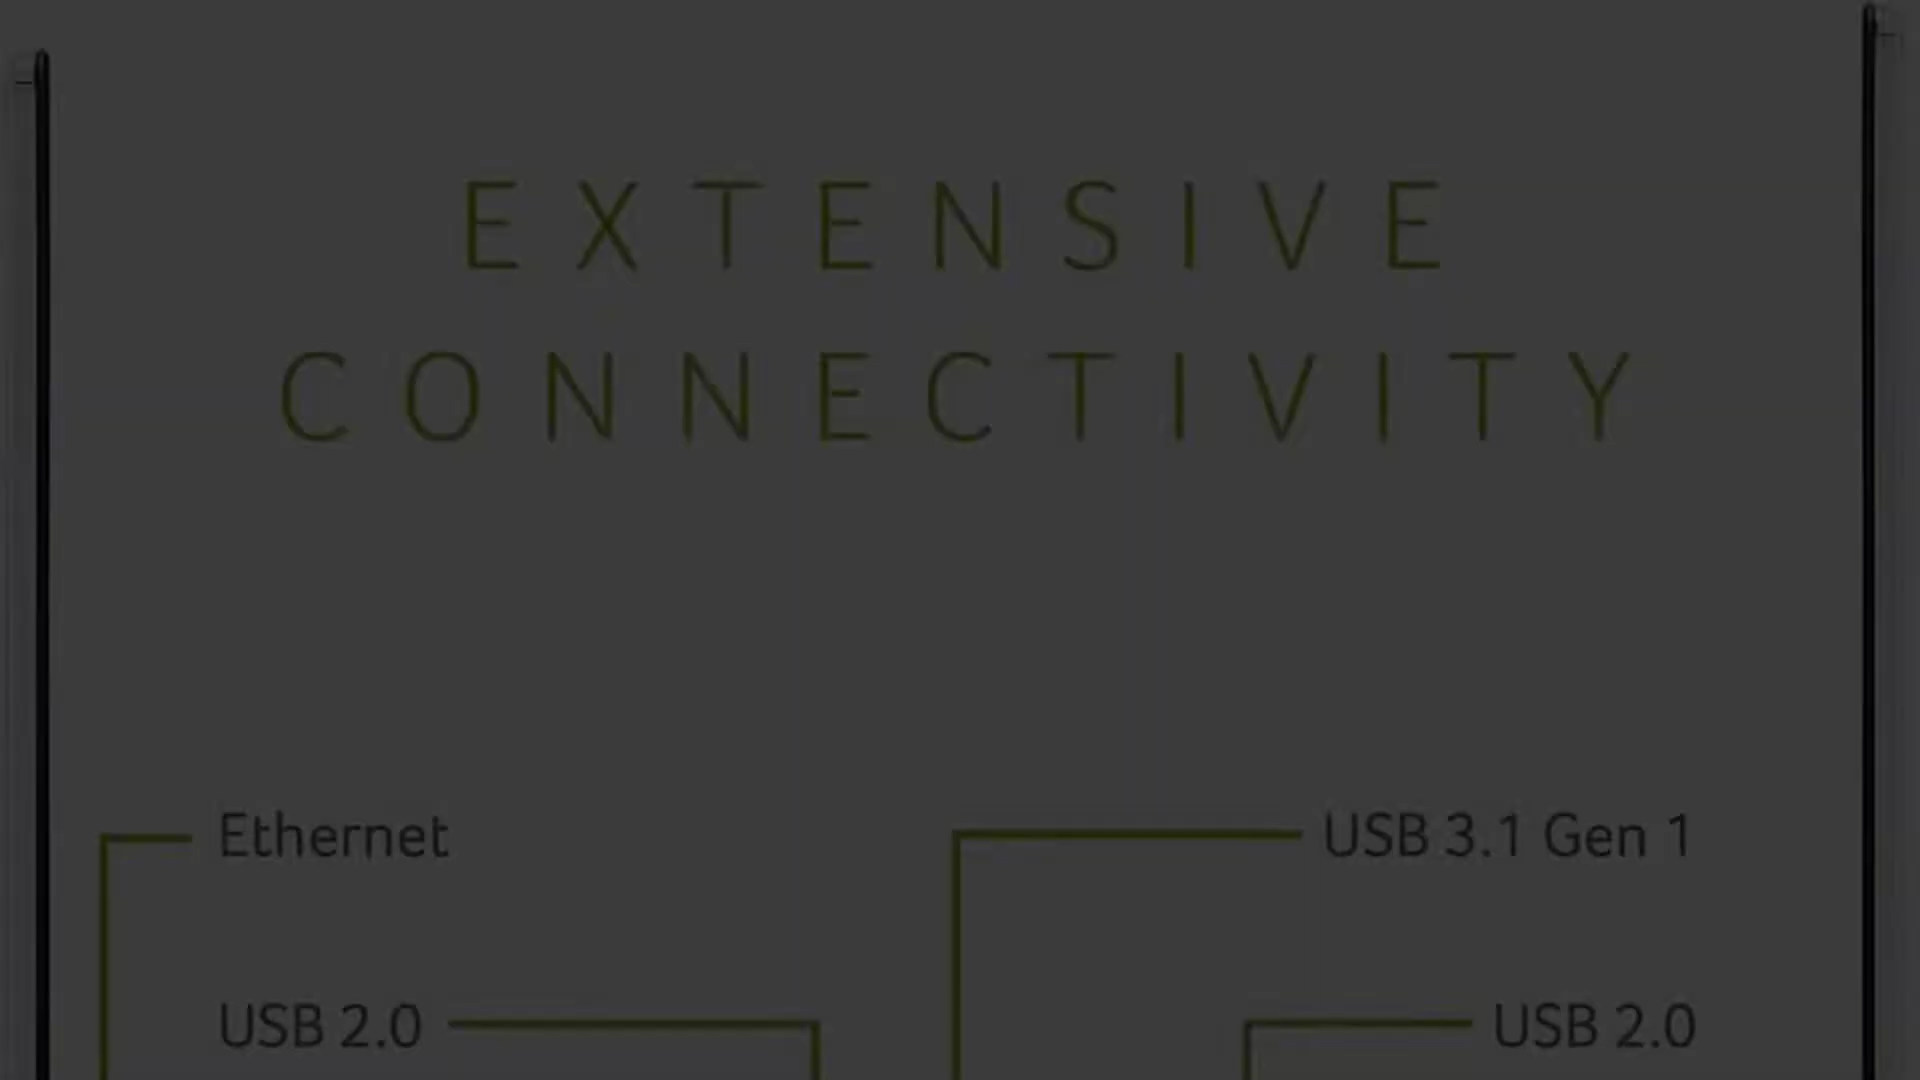 EXTENSIVE
CONNECTIVITY
Ethernet
USB 3.1 Gen 1
USB 2.0
USB 2.0